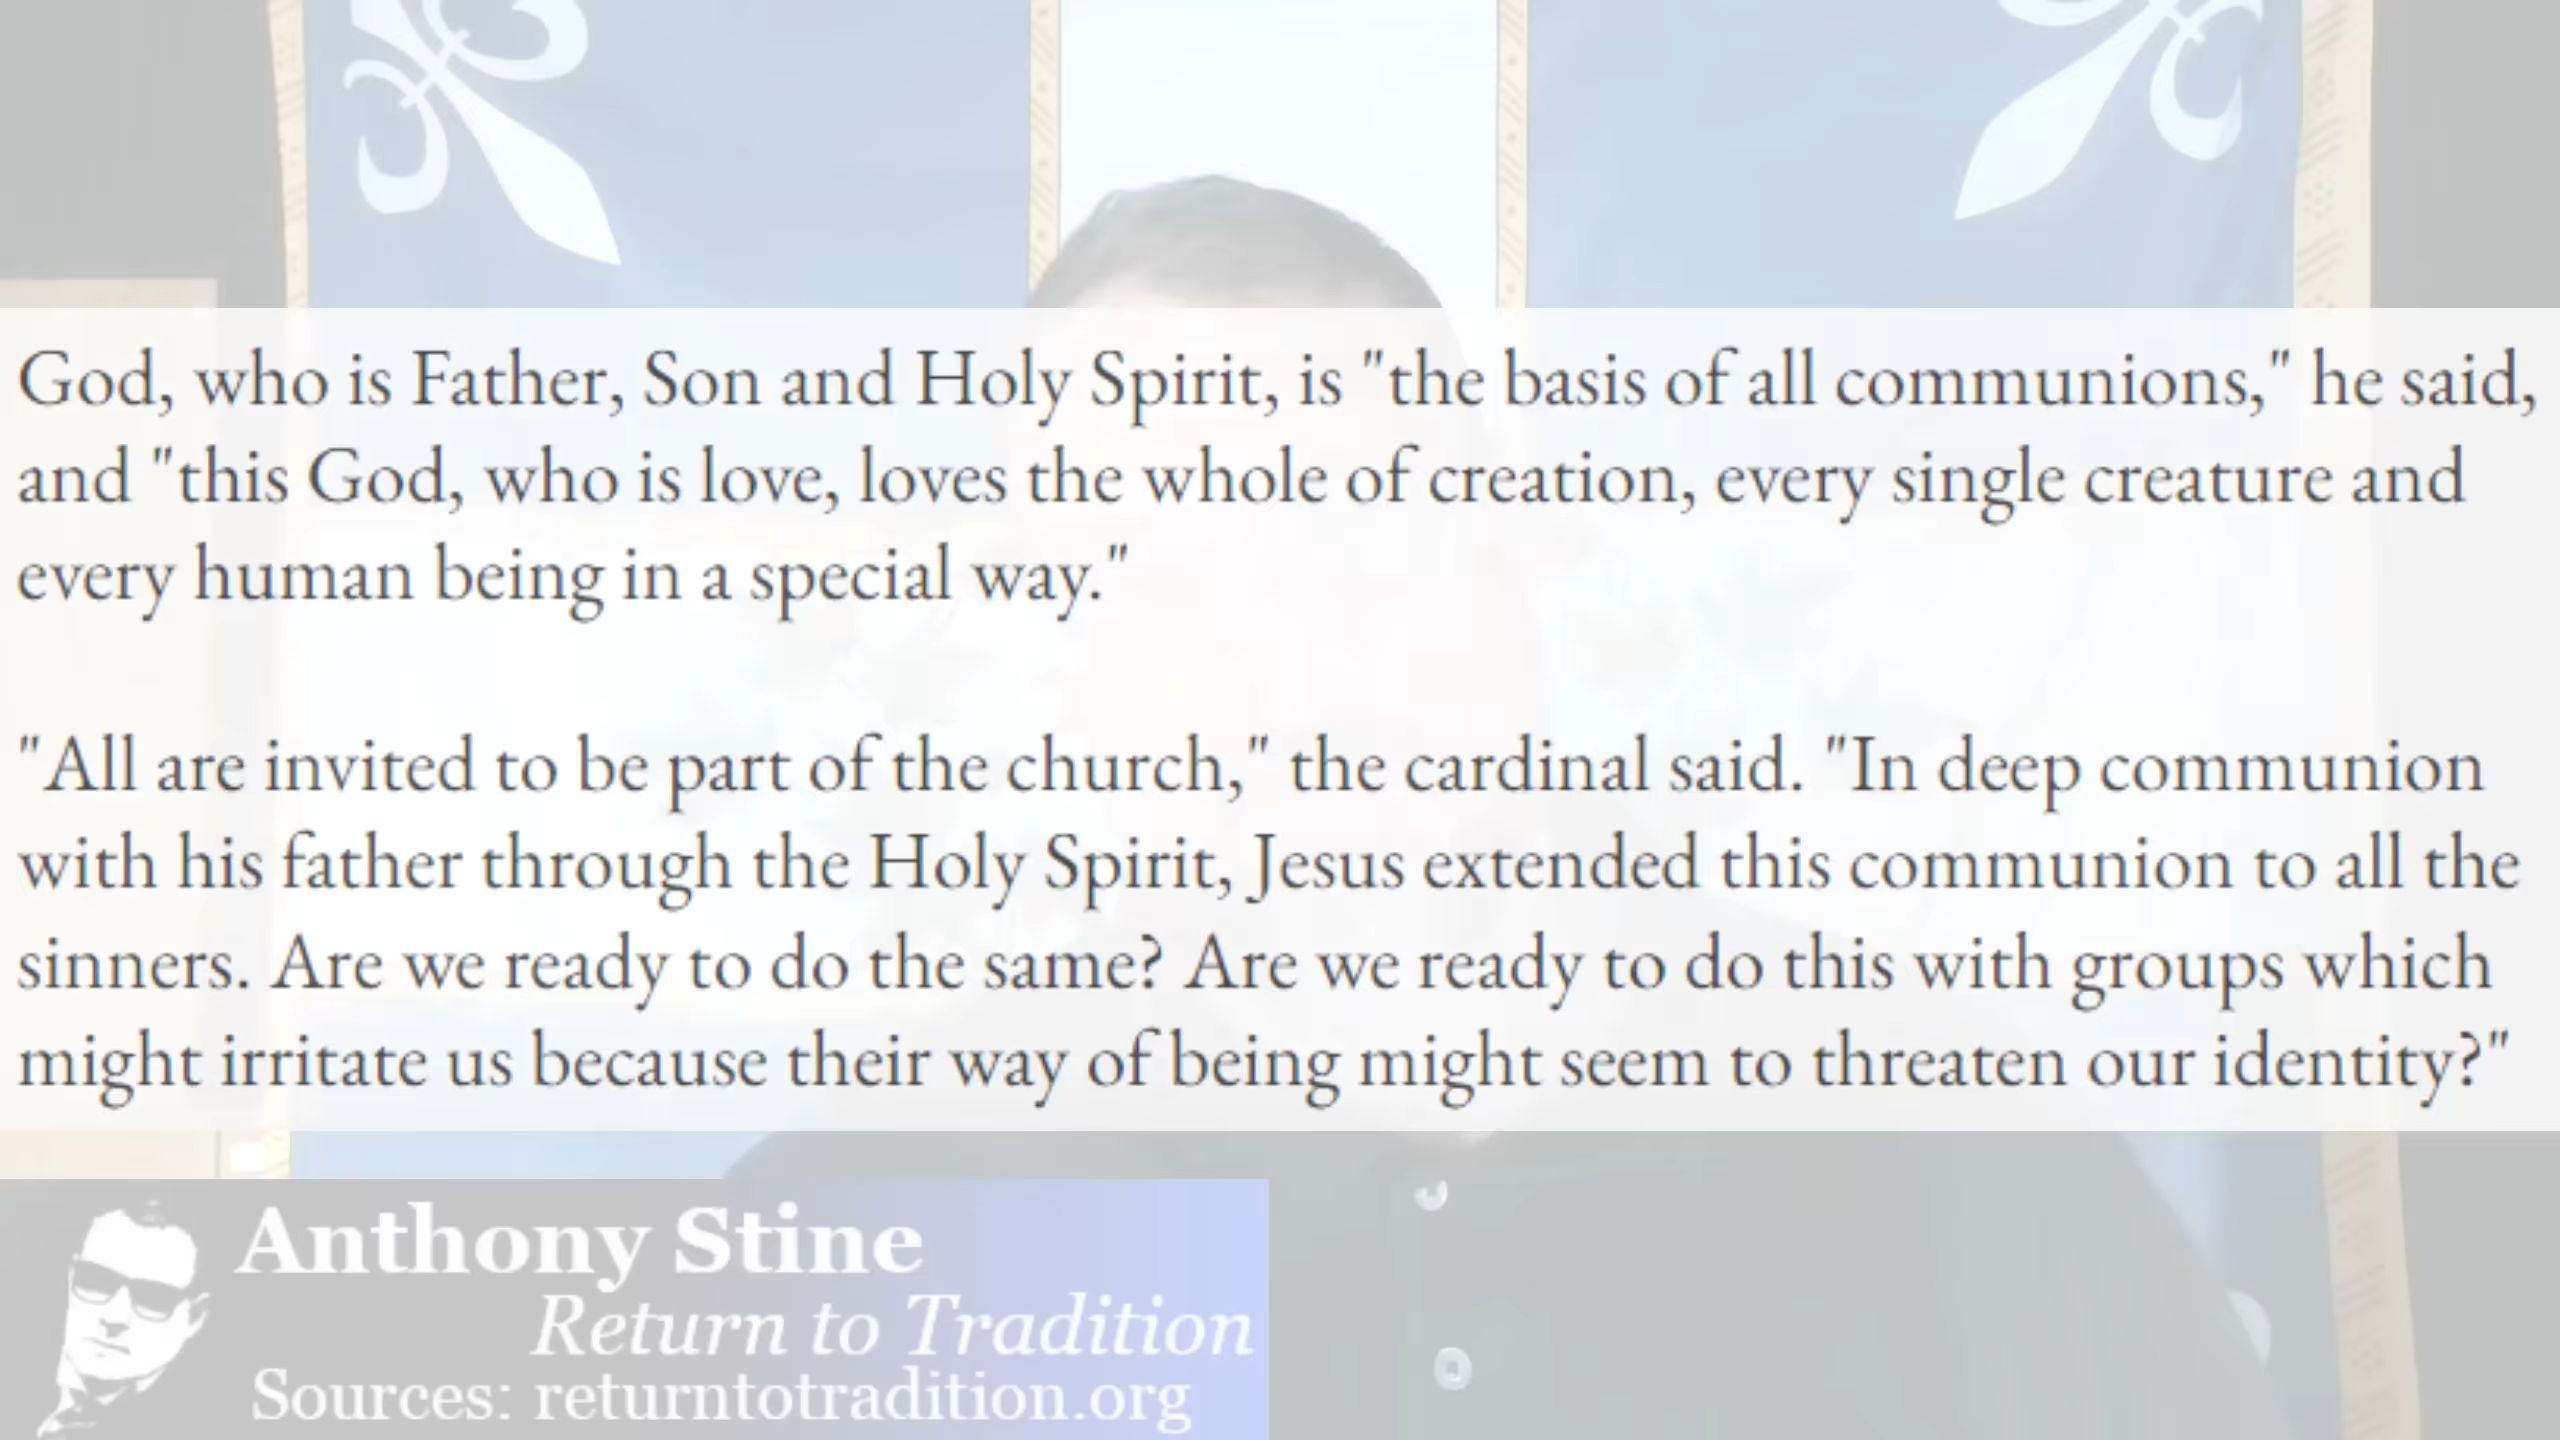 God, who is Father, Son and Holy Spirit, is "the basis of all communions," he said,
and "this God, who is love, loves the whole of creation, every single creature and
every human being in a special way."
"All are invited to be part of the church," the cardinal said. "In deep communion
with his father through the Holy Spirit, Jesus extended this communion to all the
sinners. Are we ready to do the same? Are we ready to do this with groups which
might irritate us because their way of being might seem to threaten our identity?"
Anthony Stine
Return to Tradition
Sources: returntotradition.org